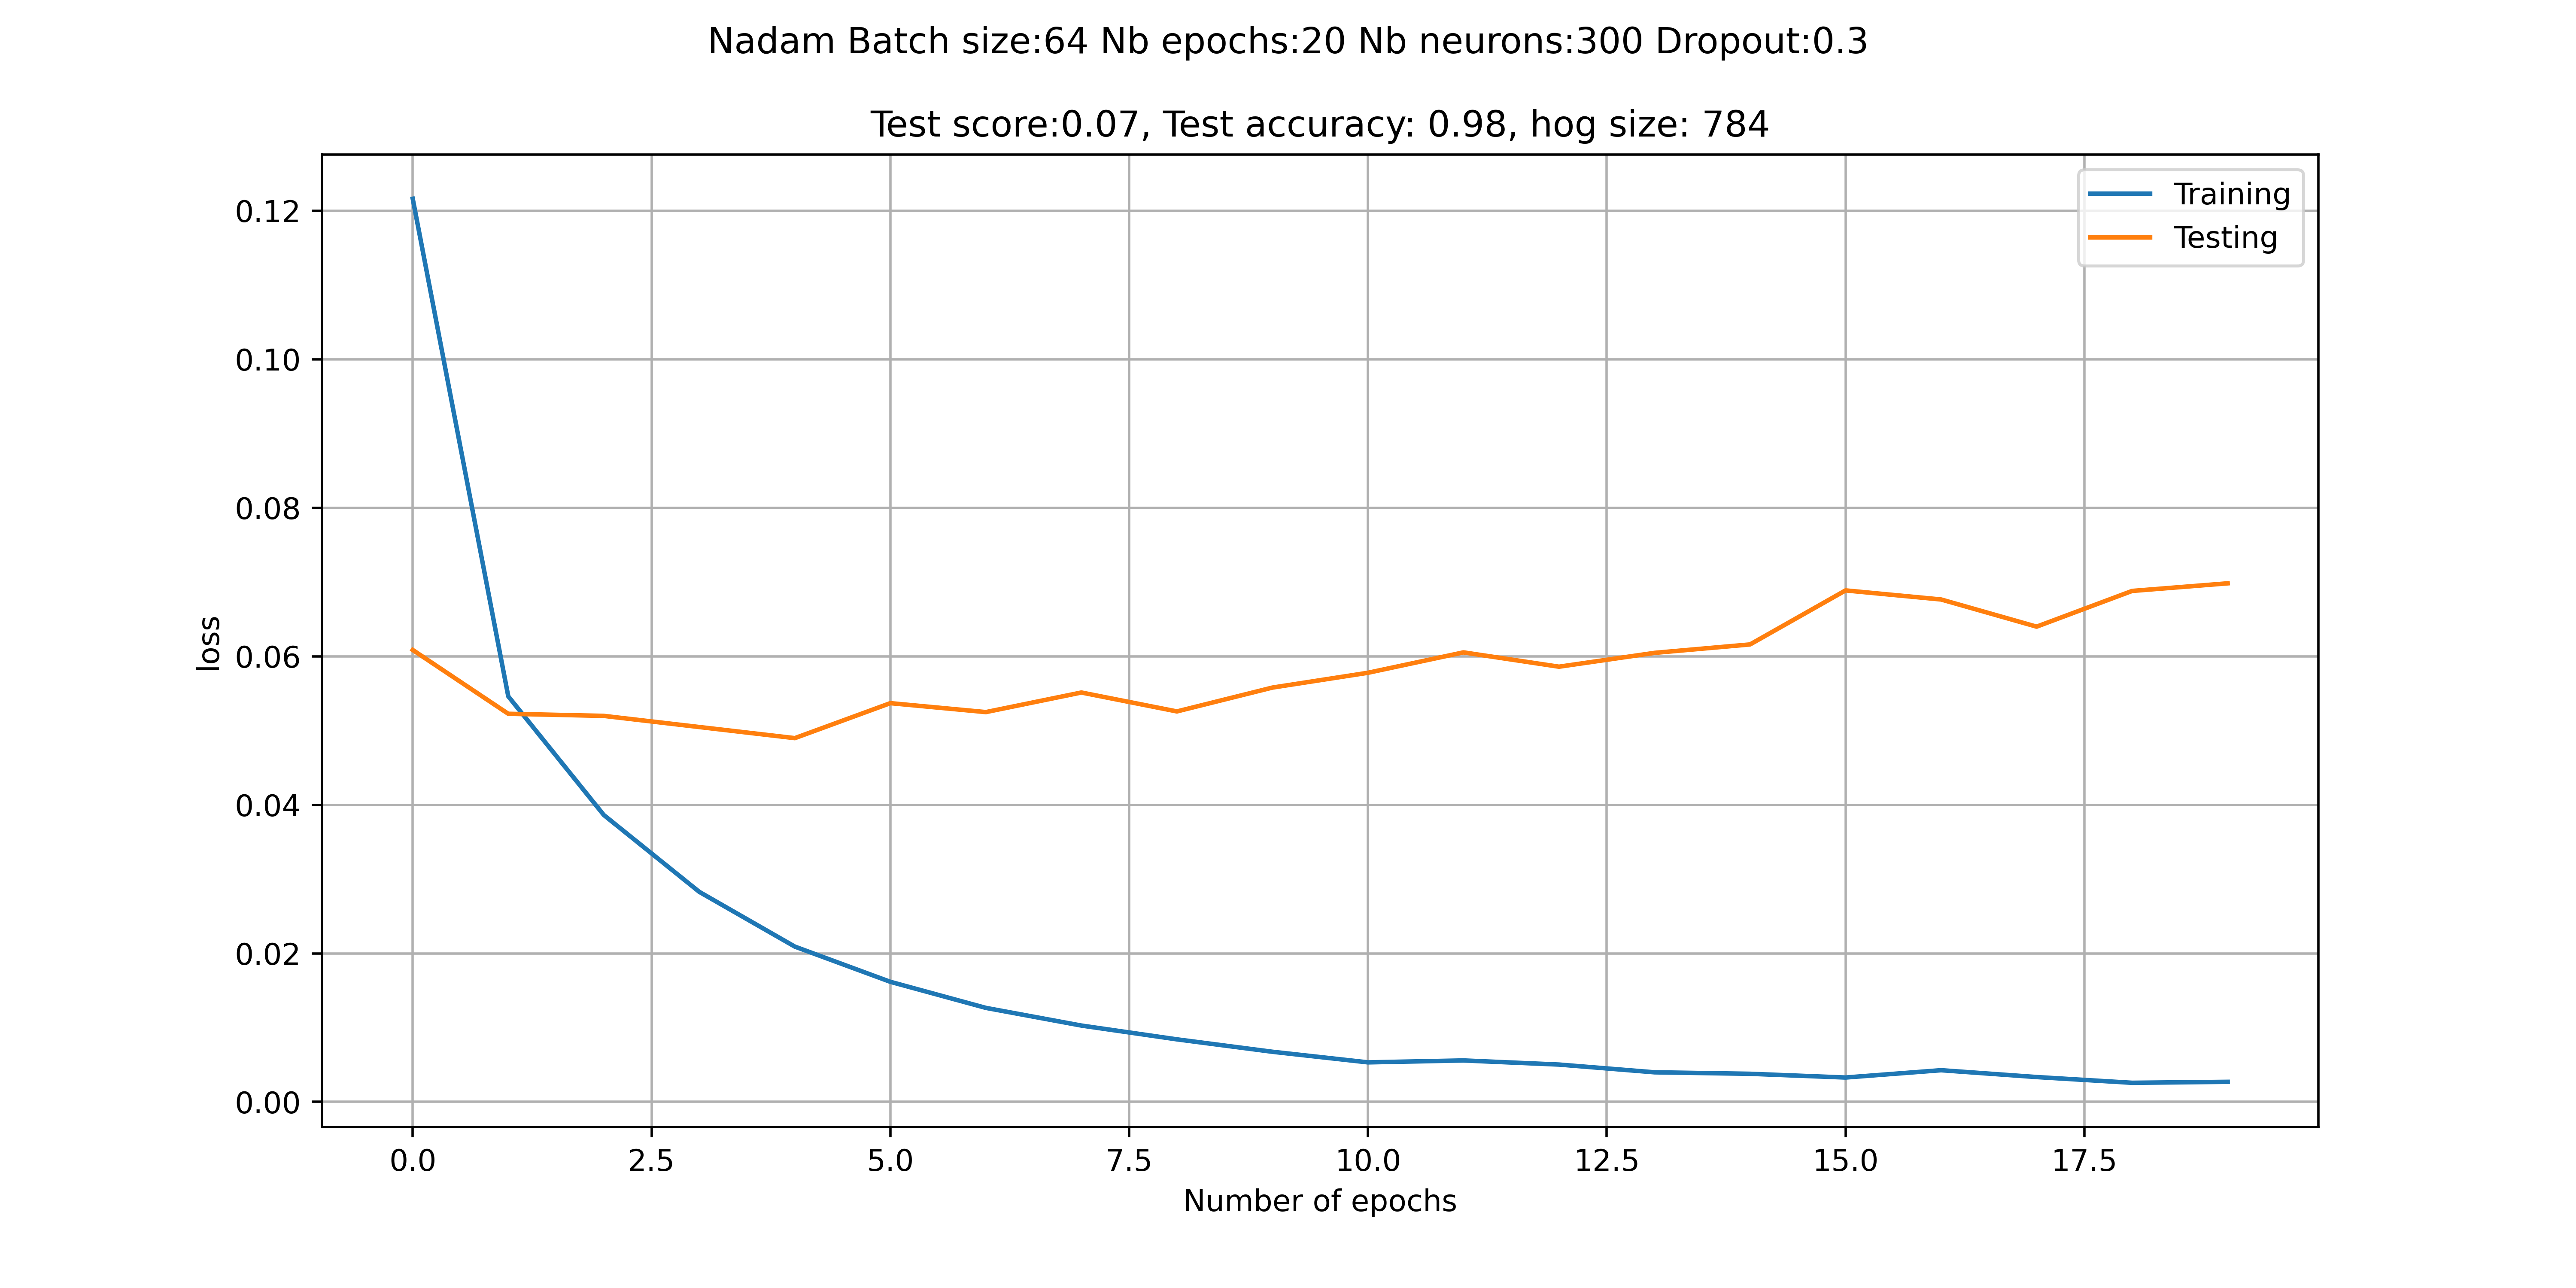 Nadam Batch size:64 Nb epochs:20 Nb neurons:300 Dropout:0.3
Test score:0.07, Test accuracy: 0.98, hog size: 784
Training
Testing
0.12
0.10
0.08
0.06
0.04
0.02
0.00
loss
0.0 2.5 5.0 7.5 10.0 12.5 15.0 17.5
Number of epochs